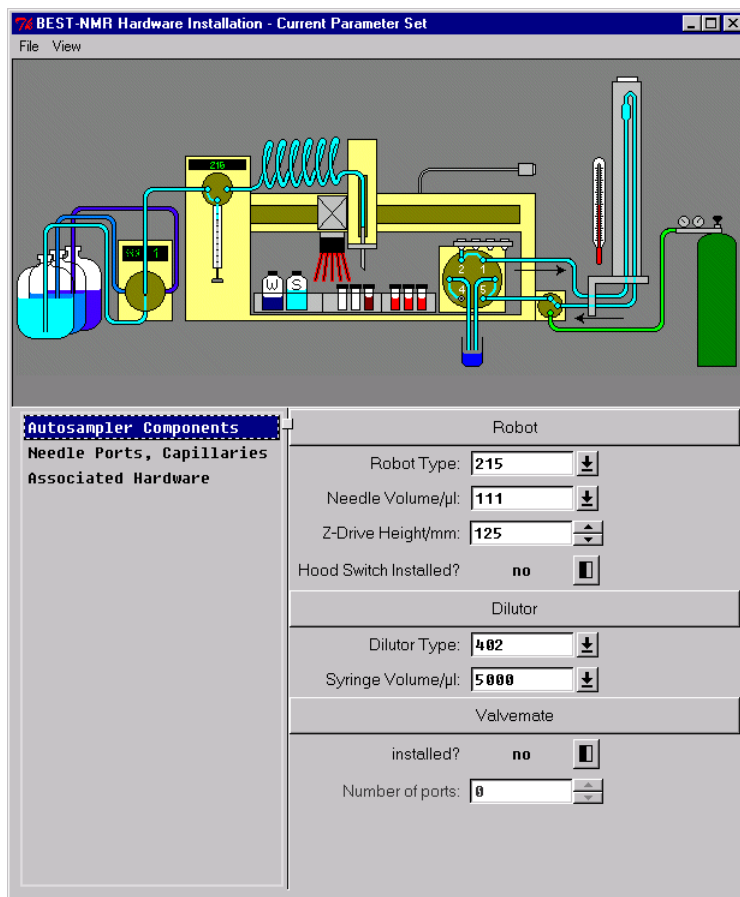 BEST-NMR Hardware Installation - Current Parameter Set
File View
216
1
W S
2 1
4 5
Autosampler Components
Needle Ports, Capillaries
Associated Hardware
Robot
Robot Type: 215
Needle Volume/µl: 111
Z-Drive Height/mm: 125
Hood Switch Installed? no
Dilutor
Dilutor Type: 402
Syringe Volume/µl: 5000
Valvemate
installed? no
Number of ports: 0